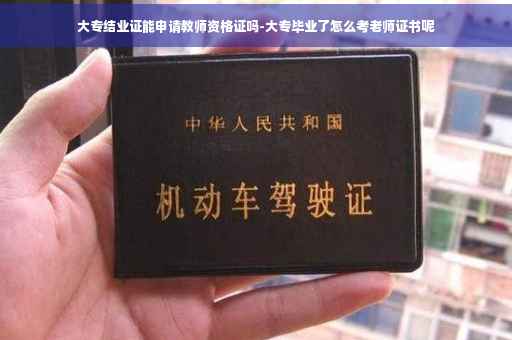 大专结业证能申请教师资格证吗-大专毕业了怎么考老师证书呢
中华人民共和国
机动车驾驶证